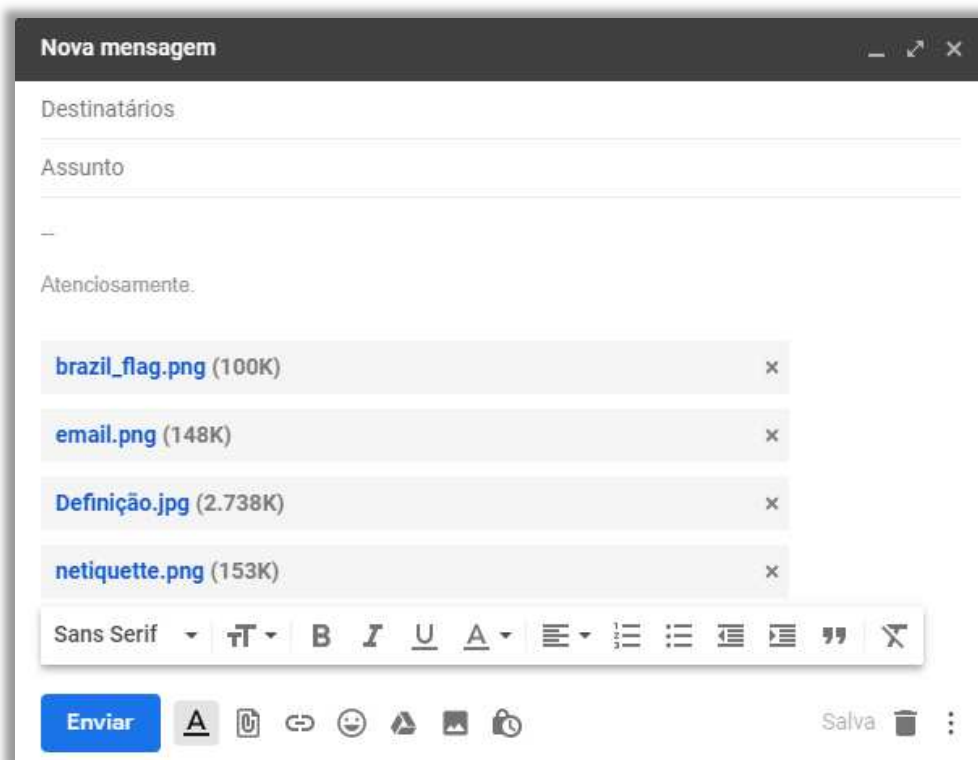 Nova mensagem
Destinatários
Assunto
--
Atenciosamente.
brazil_flag.png (100K)
email.png (148K)
Definição.jpg (2.738K)
netiquette.png (153K)
Sans Serif
Enviar
Salva